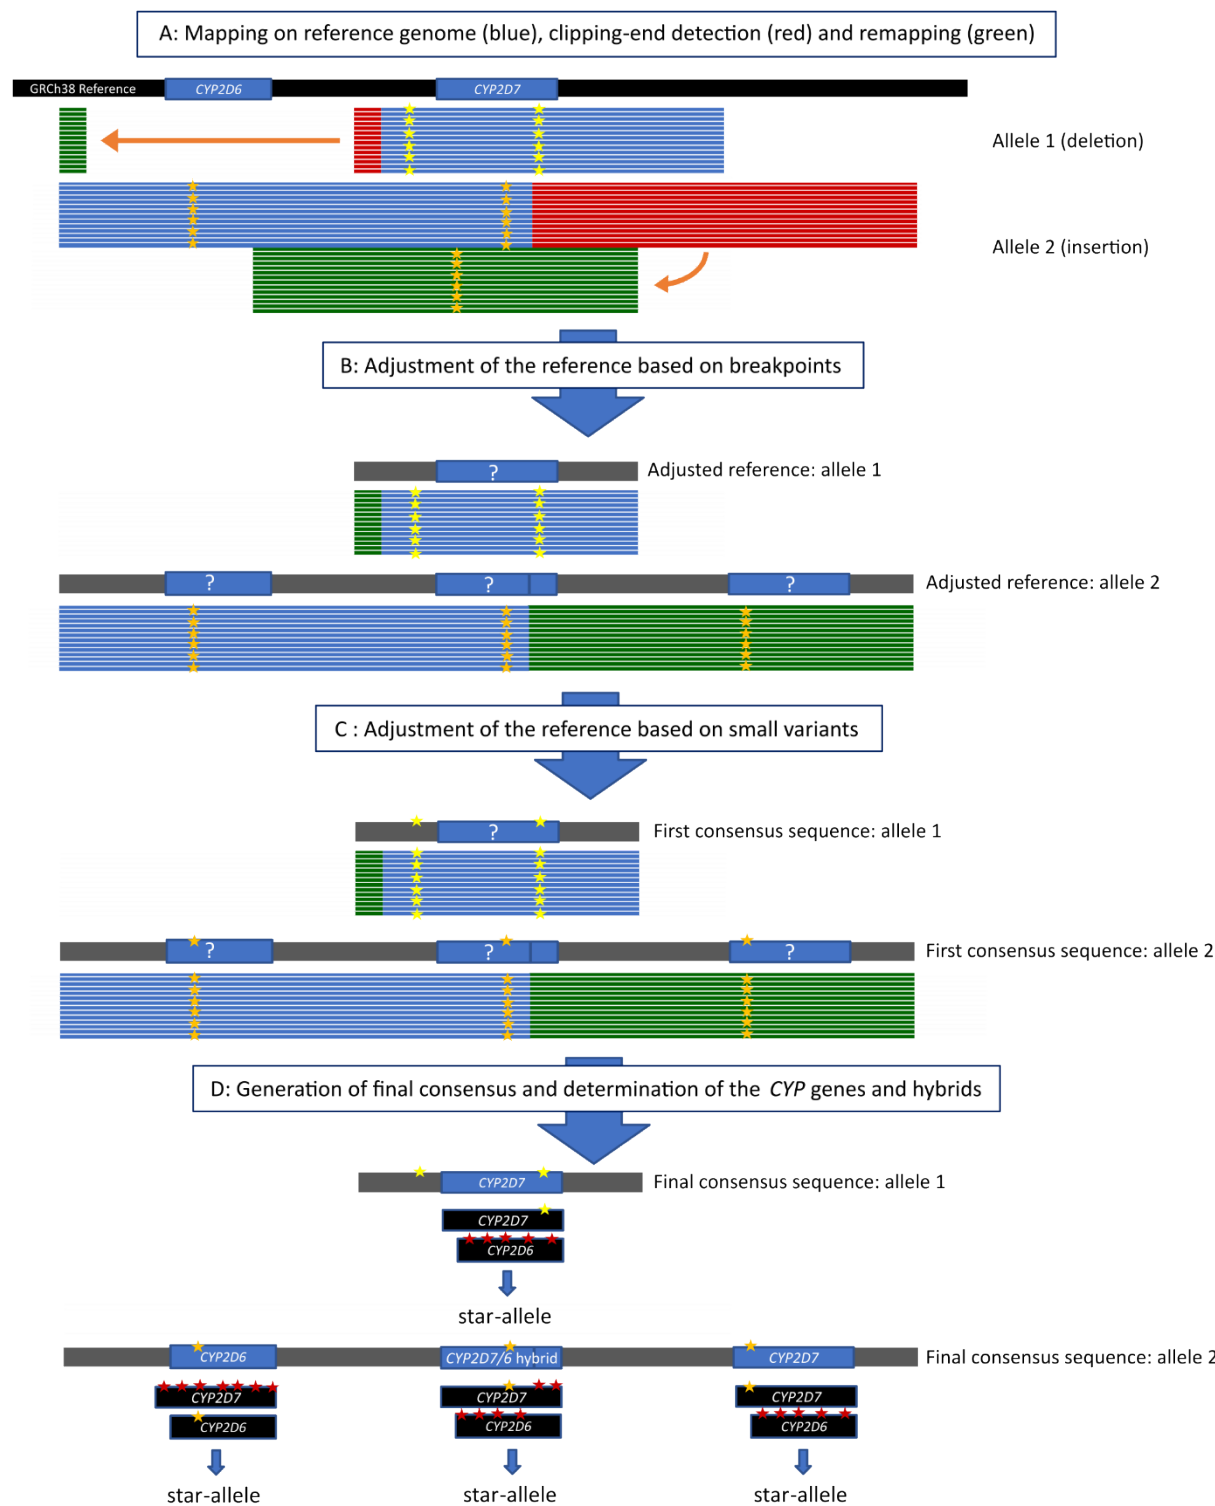 A: Mapping on reference genome (blue), clipping-end detection (red) and remapping (green)
GRCh38 Reference CYP2D6 CYP2D7
Allele 1 (deletion)
Allele 2 (insertion)
B: Adjustment of the reference based on breakpoints
? Adjusted reference: allele 1
? ? ? Adjusted reference: allele 2
C : Adjustment of the reference based on small variants
? First consensus sequence: allele 1
? ? ? First consensus sequence: allele 2
D: Generation of final consensus and determination of the CYP genes and hybrids
CYP2D7 Final consensus sequence: allele 1
CYP2D7
CYP2D6
star-allele
CYP2D6 CYP2D7/6 hybrid CYP2D7 Final consensus sequence: allele 2
CYP2D7 CYP2D7 CYP2D7
CYP2D6 CYP2D6 CYP2D6
star-allele star-allele star-allele